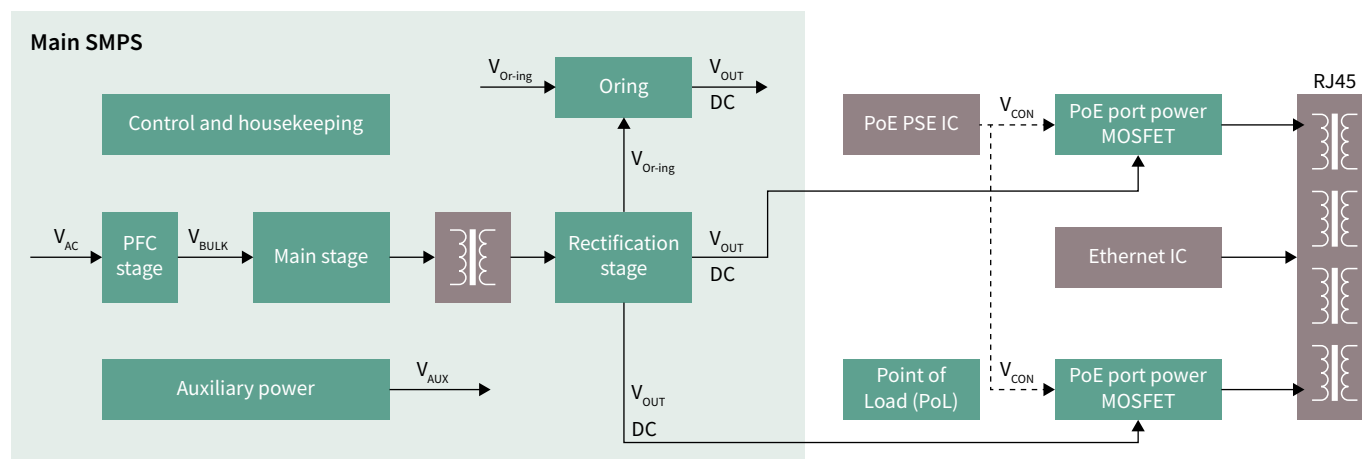 Main SMPS
V_Or-ing
Oring
V_OUT
DC
RJ45
Control and housekeeping
PoE PSE IC
V_CON
PoE port power
MOSFET
V_Or-ing
V_AC
PFC
stage
V_BULK
Main stage
Rectification
stage
V_OUT
DC
Ethernet IC
Auxiliary power
V_AUX
V_OUT
DC
Point of
Load (PoL)
V_CON
PoE port power
MOSFET